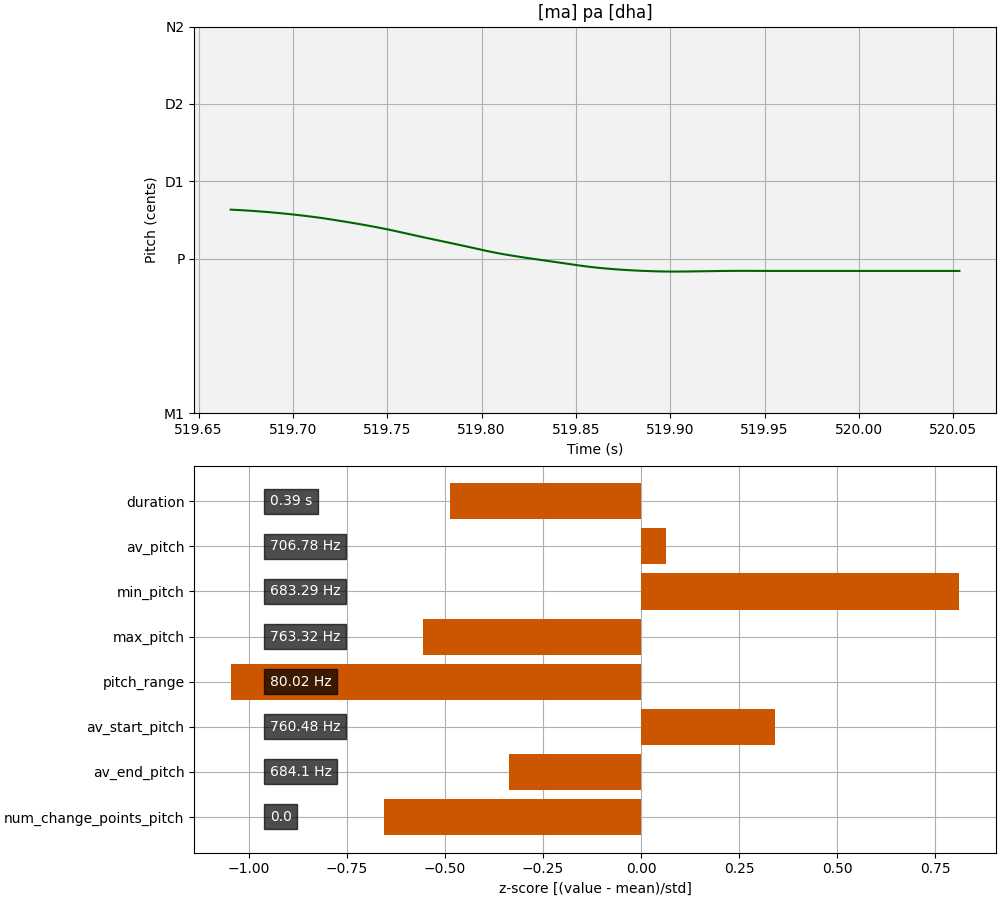 [ma] pa [dha]
N2
D2
D1
P
M1
Pitch (cents)
519.65 519.70 519.75 519.80 519.85 519.90 519.95 520.00 520.05
Time (s)
duration 0.39 s
av_pitch 706.78 Hz
min_pitch 683.29 Hz
max_pitch 763.32 Hz
pitch_range 80.02 Hz
av_start_pitch 760.48 Hz
av_end_pitch 684.1 Hz
num_change_points_pitch 0.0
−1.00 −0.75 −0.50 −0.25 0.00 0.25 0.50 0.75
z-score [(value - mean)/std]